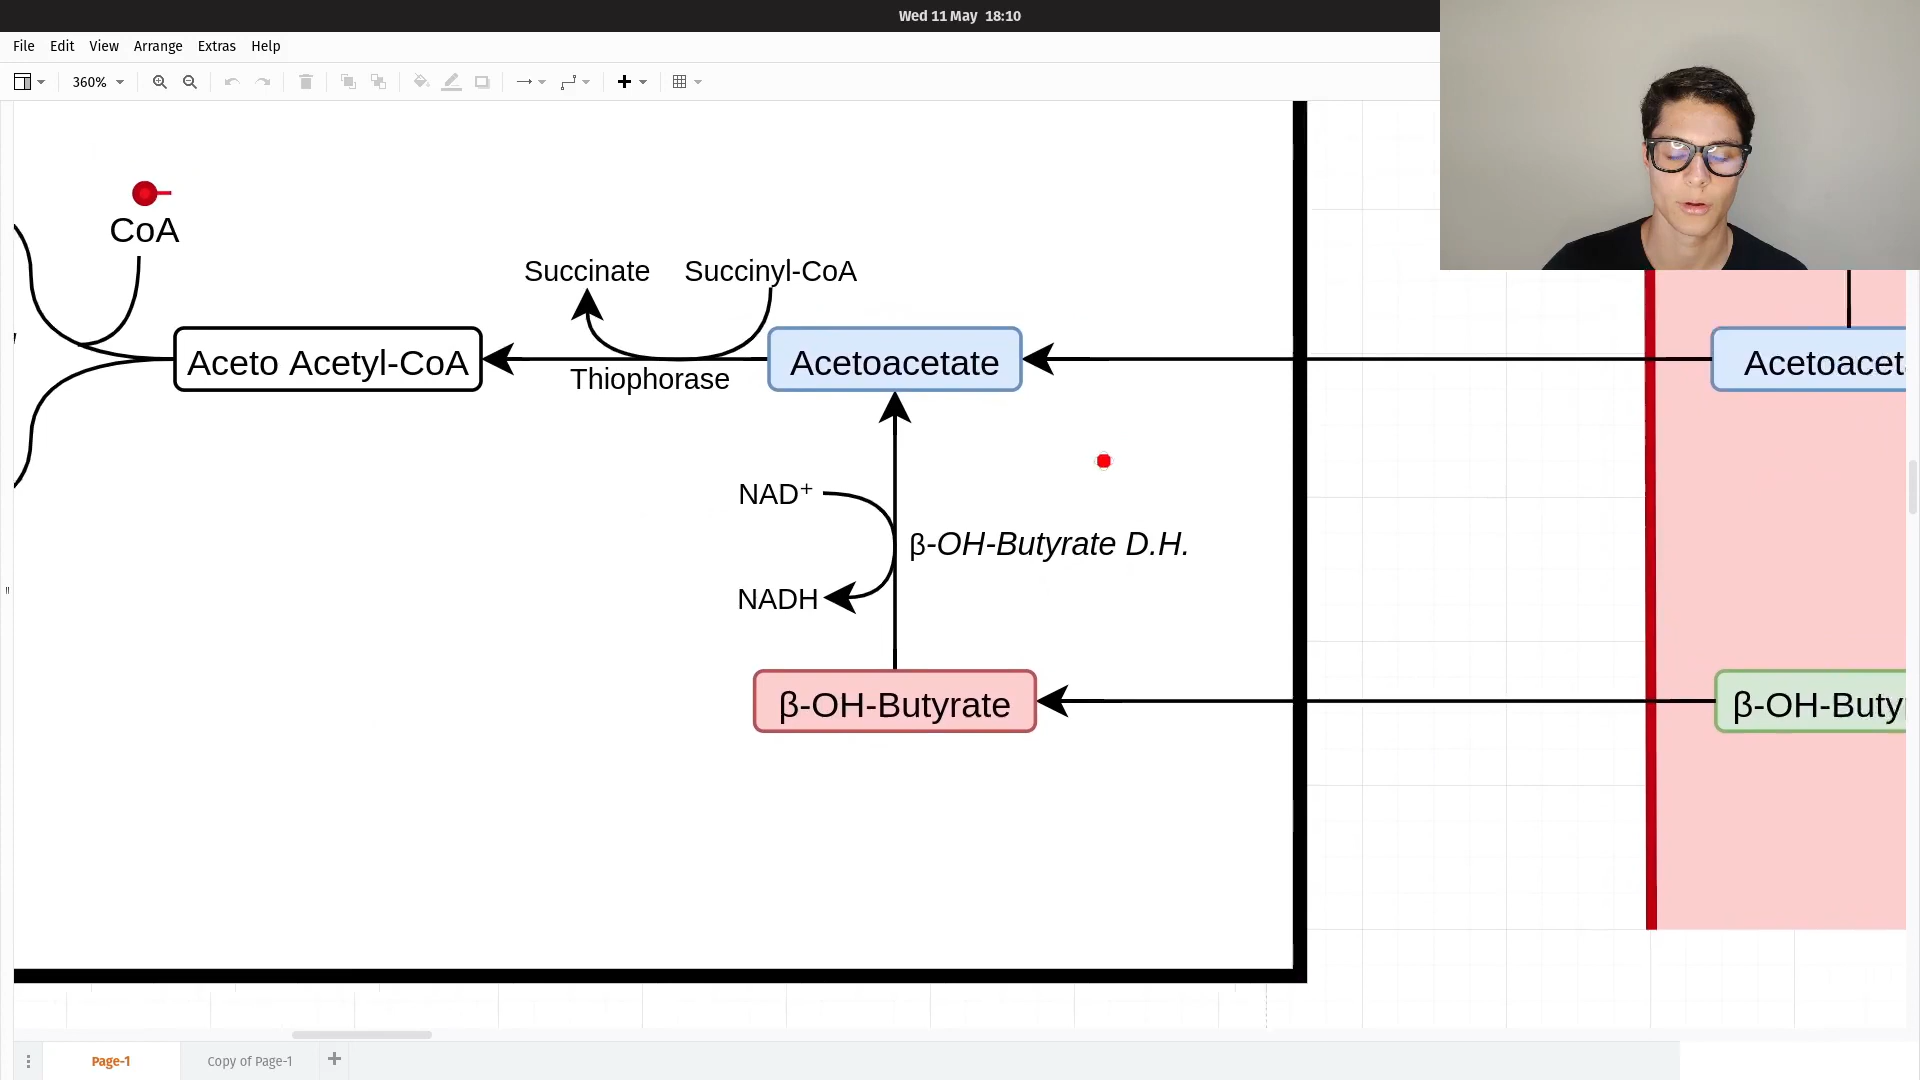 Wed 11 May 18:10
File Edit View Arrange Extras Help
360%
CoA
Succinate Succinyl-CoA
Aceto Acetyl-CoA
Acetoacetate
Acetoaceta
Thiophorase
NAD⁺
β-OH-Butyrate D.H.
NADH
β-OH-Butyrate
β-OH-Buty
Page-1
Copy of Page-1